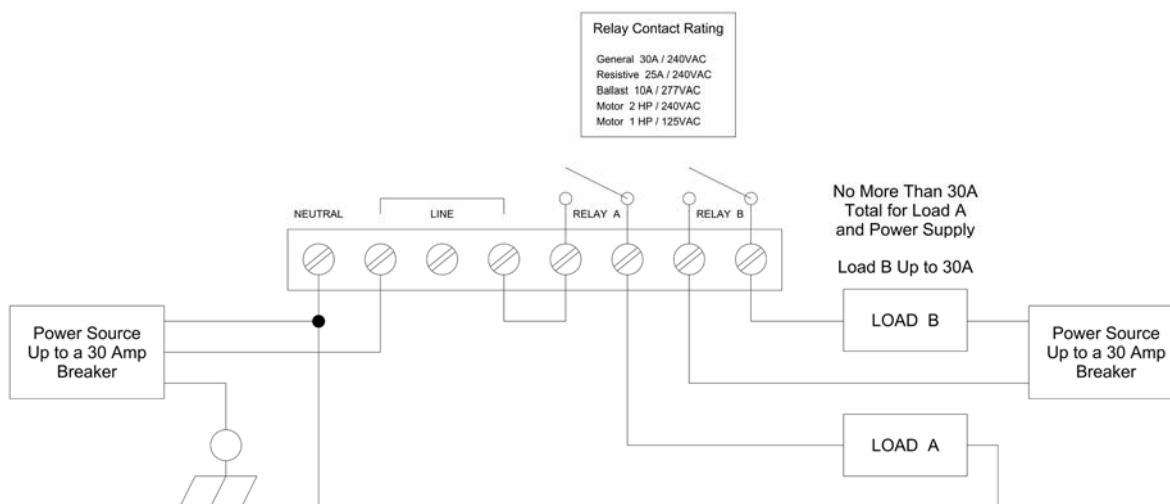 Relay Contact Rating
General 30A / 240VAC
Resistive 25A / 240VAC
Ballast 10A / 277VAC
Motor 2 HP / 240VAC
Motor 1 HP / 125VAC
NEUTRAL
LINE
RELAY A
RELAY B
No More Than 30A
Total for Load A
and Power Supply
Load B Up to 30A
Power Source
Up to a 30 Amp
Breaker
LOAD B
Power Source
Up to a 30 Amp
Breaker
LOAD A